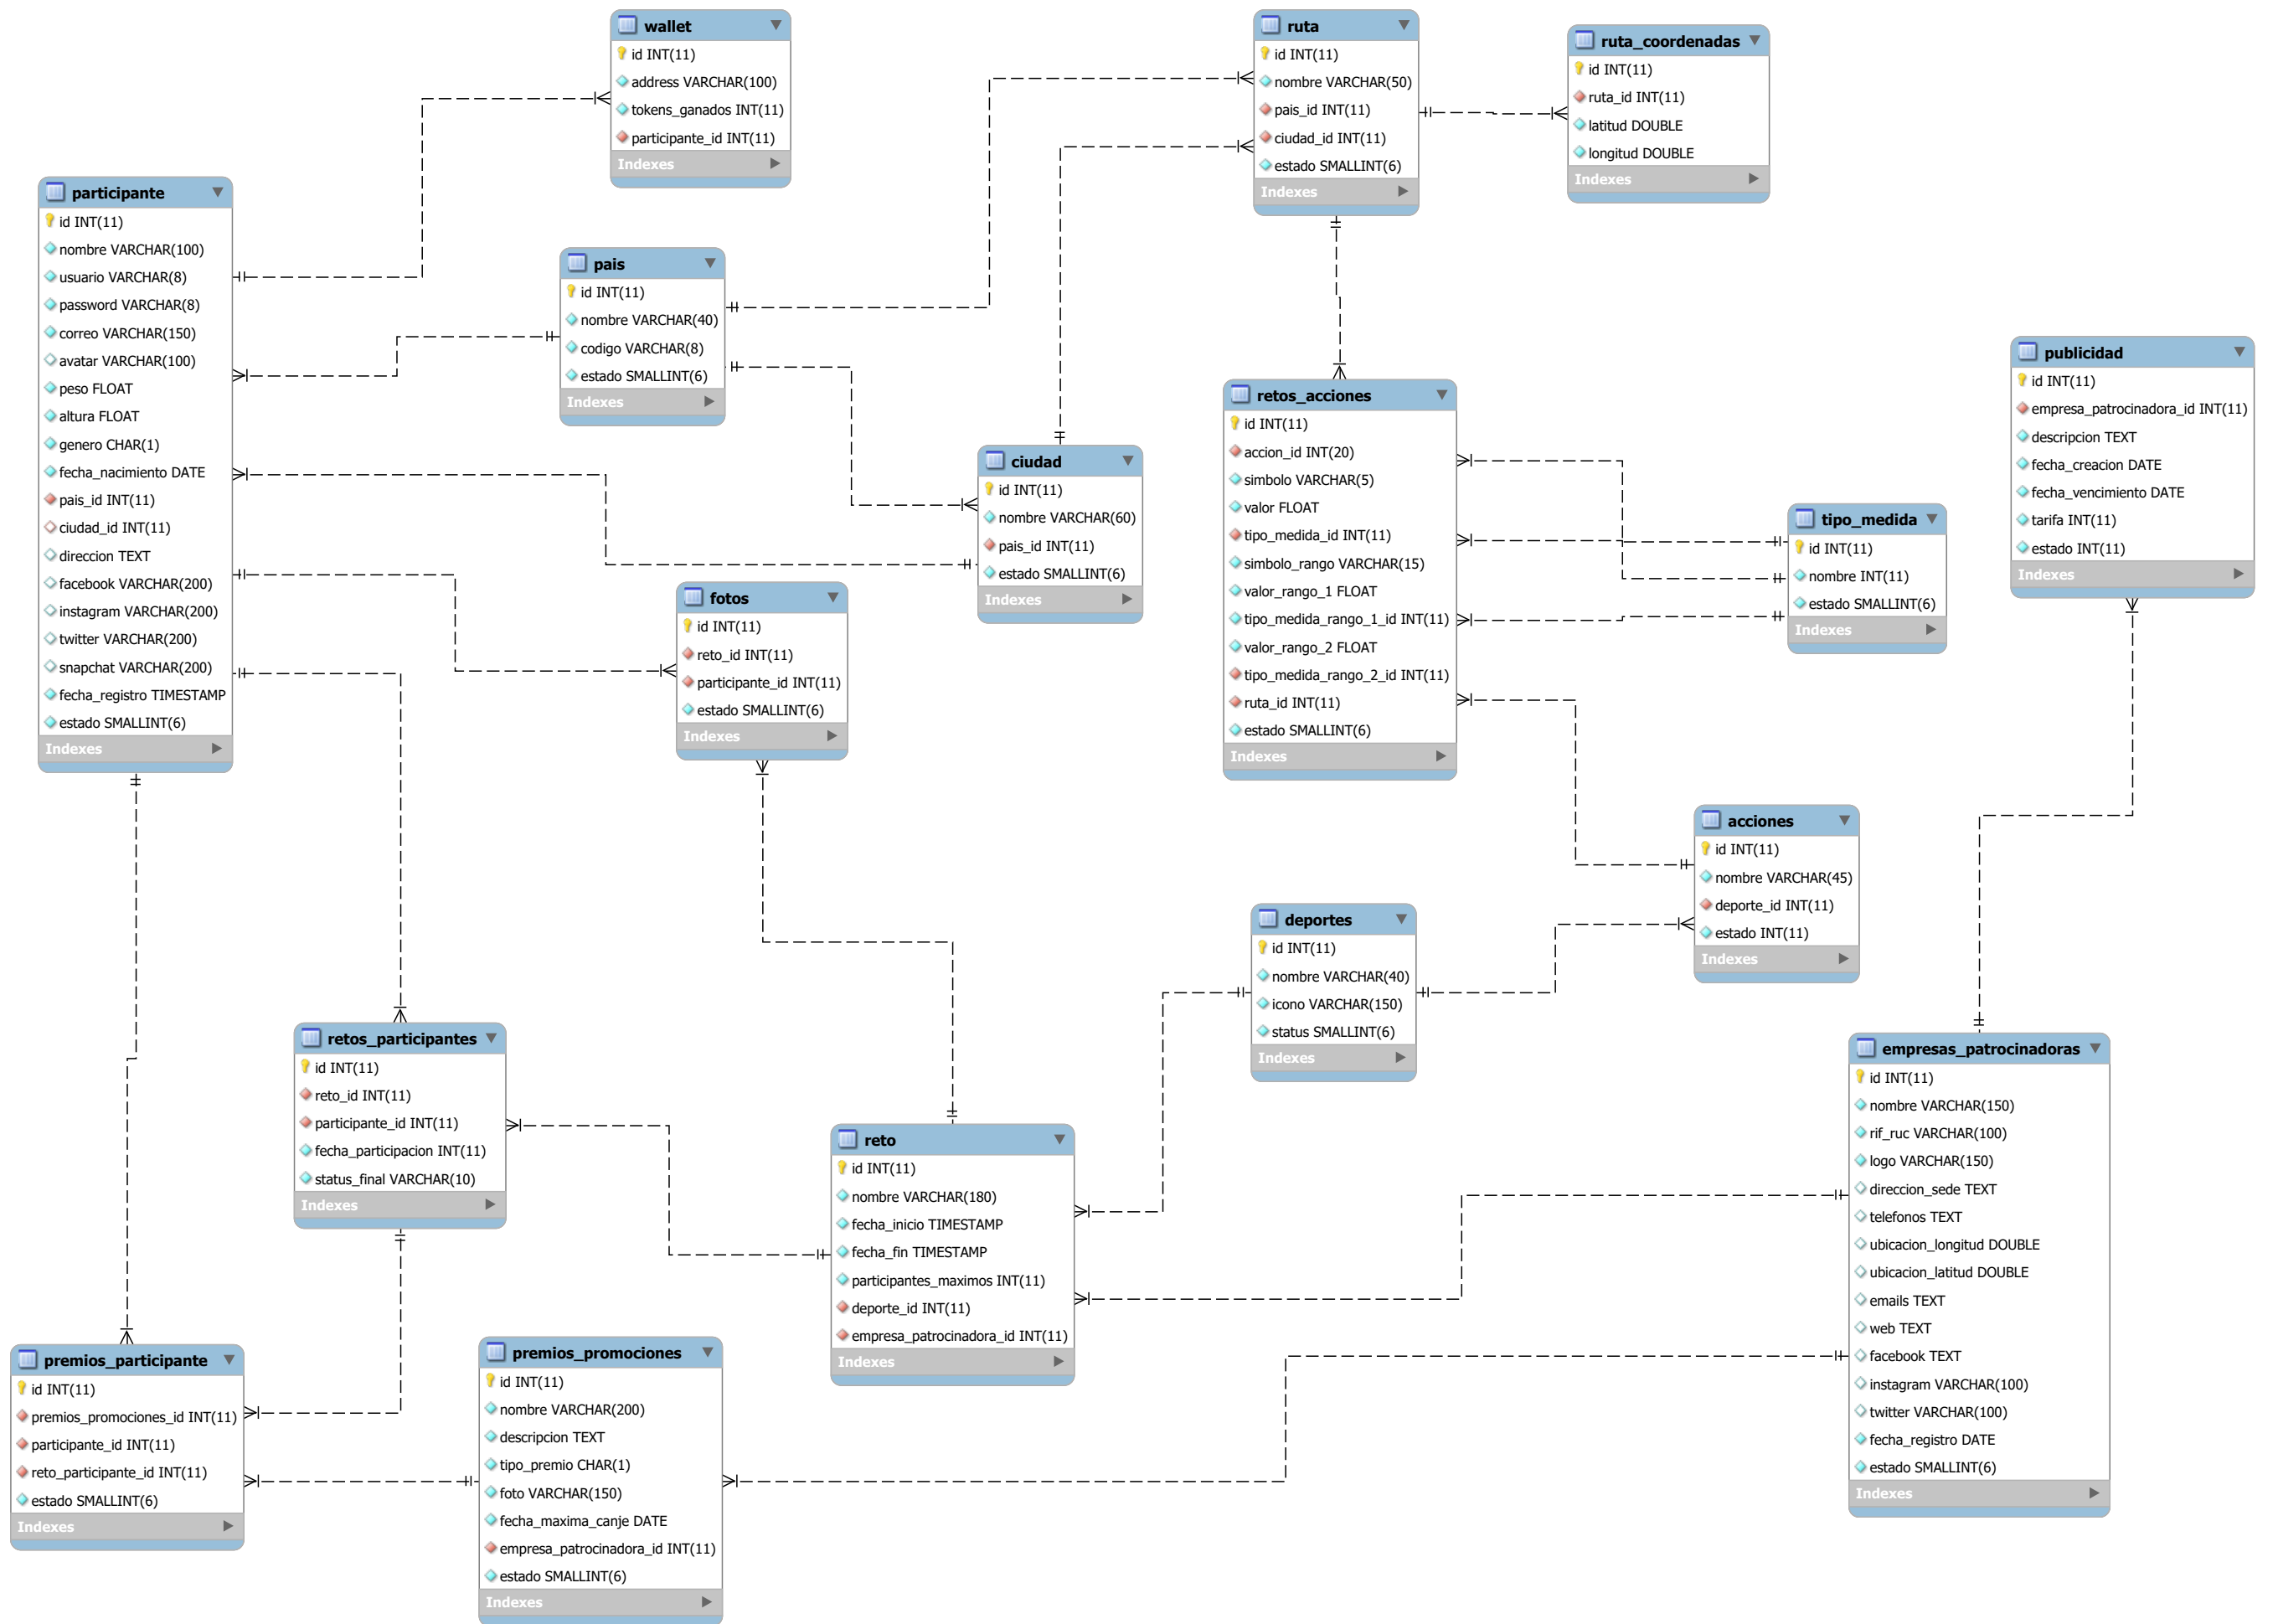 wallet
id INT(11)
address VARCHAR(100)
tokens_ganados INT(11)
participante_id INT(11)
Indexes
ruta
id INT(11)
nombre VARCHAR(50)
pais_id INT(11)
ciudad_id INT(11)
estado SMALLINT(6)
Indexes
ruta_coordenadas
id INT(11)
ruta_id INT(11)
latitud DOUBLE
longitud DOUBLE
Indexes
participante
id INT(11)
nombre VARCHAR(100)
usuario VARCHAR(8)
password VARCHAR(8)
correo VARCHAR(150)
avatar VARCHAR(100)
peso FLOAT
altura FLOAT
genero CHAR(1)
fecha_nacimiento DATE
pais_id INT(11)
ciudad_id INT(11)
direccion TEXT
facebook VARCHAR(200)
instagram VARCHAR(200)
twitter VARCHAR(200)
snapchat VARCHAR(200)
fecha_registro TIMESTAMP
estado SMALLINT(6)
Indexes
pais
id INT(11)
nombre VARCHAR(40)
codigo VARCHAR(8)
estado SMALLINT(6)
Indexes
ciudad
id INT(11)
nombre VARCHAR(60)
pais_id INT(11)
estado SMALLINT(6)
Indexes
retos_acciones
id INT(11)
accion_id INT(20)
simbolo VARCHAR(5)
valor FLOAT
tipo_medida_id INT(11)
simbolo_rango VARCHAR(15)
valor_rango_1 FLOAT
tipo_medida_rango_1_id INT(11)
valor_rango_2 FLOAT
tipo_medida_rango_2_id INT(11)
ruta_id INT(11)
estado SMALLINT(6)
Indexes
publicidad
id INT(11)
empresa_patrocinadora_id INT(11)
descripcion TEXT
fecha_creacion DATE
fecha_vencimiento DATE
tarifa INT(11)
estado INT(11)
Indexes
tipo_medida
id INT(11)
nombre INT(11)
estado SMALLINT(6)
Indexes
fotos
id INT(11)
reto_id INT(11)
participante_id INT(11)
estado SMALLINT(6)
Indexes
acciones
id INT(11)
nombre VARCHAR(45)
deporte_id INT(11)
estado INT(11)
Indexes
deportes
id INT(11)
nombre VARCHAR(40)
icono VARCHAR(150)
status SMALLINT(6)
Indexes
retos_participantes
id INT(11)
reto_id INT(11)
participante_id INT(11)
fecha_participacion INT(11)
status_final VARCHAR(10)
Indexes
reto
id INT(11)
nombre VARCHAR(180)
fecha_inicio TIMESTAMP
fecha_fin TIMESTAMP
participantes_maximos INT(11)
deporte_id INT(11)
empresa_patrocinadora_id INT(11)
Indexes
empresas_patrocinadoras
id INT(11)
nombre VARCHAR(150)
rif_ruc VARCHAR(100)
logo VARCHAR(150)
direccion_sede TEXT
telefonos TEXT
ubicacion_longitud DOUBLE
ubicacion_latitud DOUBLE
emails TEXT
web TEXT
facebook TEXT
instagram VARCHAR(100)
twitter VARCHAR(100)
fecha_registro DATE
estado SMALLINT(6)
Indexes
premios_participante
id INT(11)
premios_promociones_id INT(11)
participante_id INT(11)
reto_participante_id INT(11)
estado SMALLINT(6)
Indexes
premios_promociones
id INT(11)
nombre VARCHAR(200)
descripcion TEXT
tipo_premio CHAR(1)
foto VARCHAR(150)
fecha_maxima_canje DATE
empresa_patrocinadora_id INT(11)
estado SMALLINT(6)
Indexes